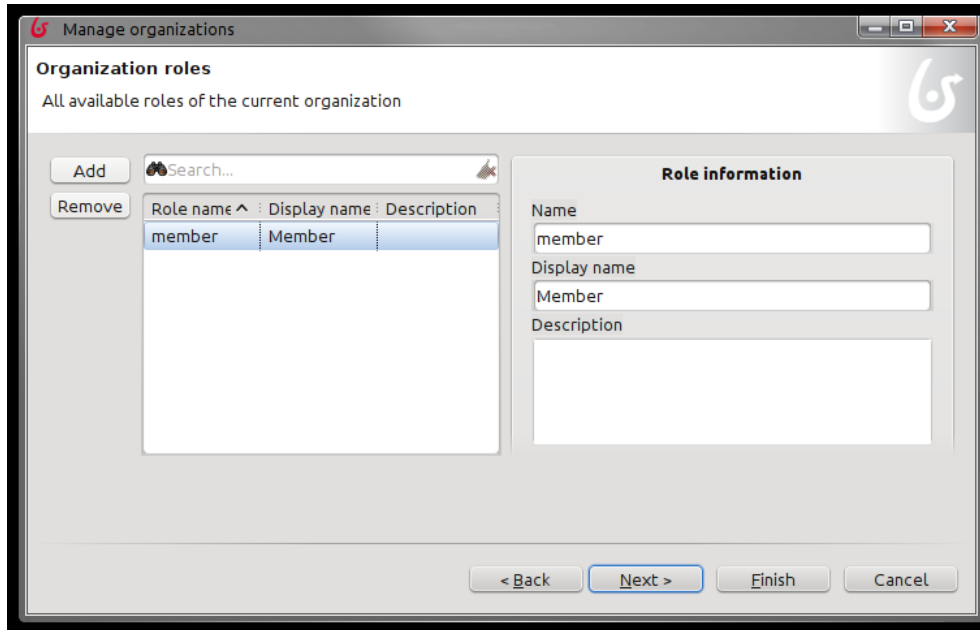 Manage organizations
Organization roles
All available roles of the current organization
Add
Search...
Remove
Role name Display name Description
member Member
Role information
Name
member
Display name
Member
Description
< Back Next > Finish Cancel